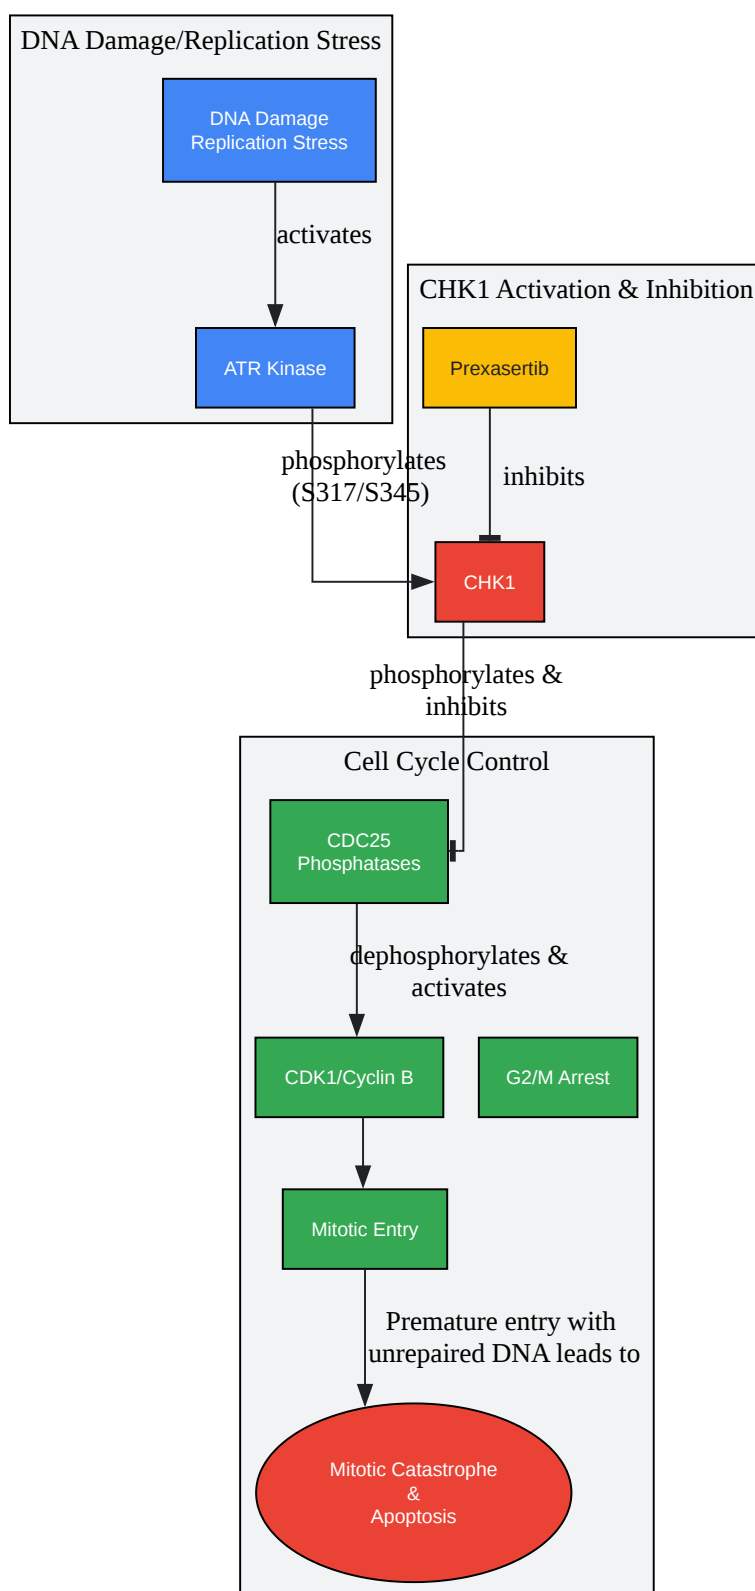 DNA Damage/Replication Stress
DNA Damage
Replication Stress
activates
ATR Kinase
CHK1 Activation & Inhibition
Prexasertib
phosphorylates
(S317/S345)
inhibits
CHK1
phosphorylates &
inhibits
Cell Cycle Control
CDC25
Phosphatases
dephosphorylates &
activates
CDK1/Cyclin B
G2/M Arrest
Mitotic Entry
Premature entry with
unrepaired DNA leads to
Mitotic Catastrophe
&
Apoptosis